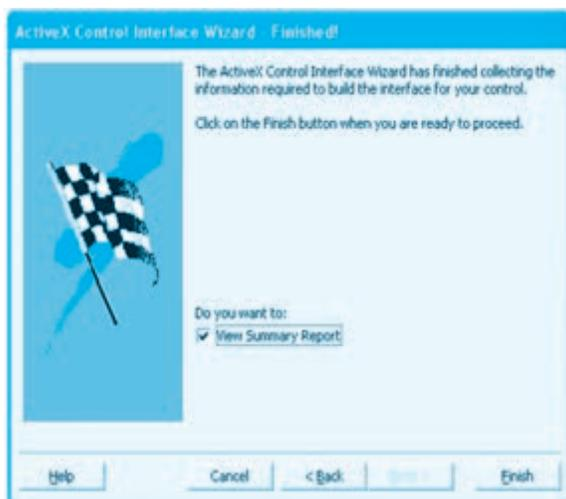 ActiveX Control Interface Wizard - Finished!
The ActiveX Control Interface Wizard has finished collecting the
information required to build the interface for your control.
Click on the Finish button when you are ready to proceed.
Do you want to:
View Summary Report
Help
Cancel
< Back
Finish